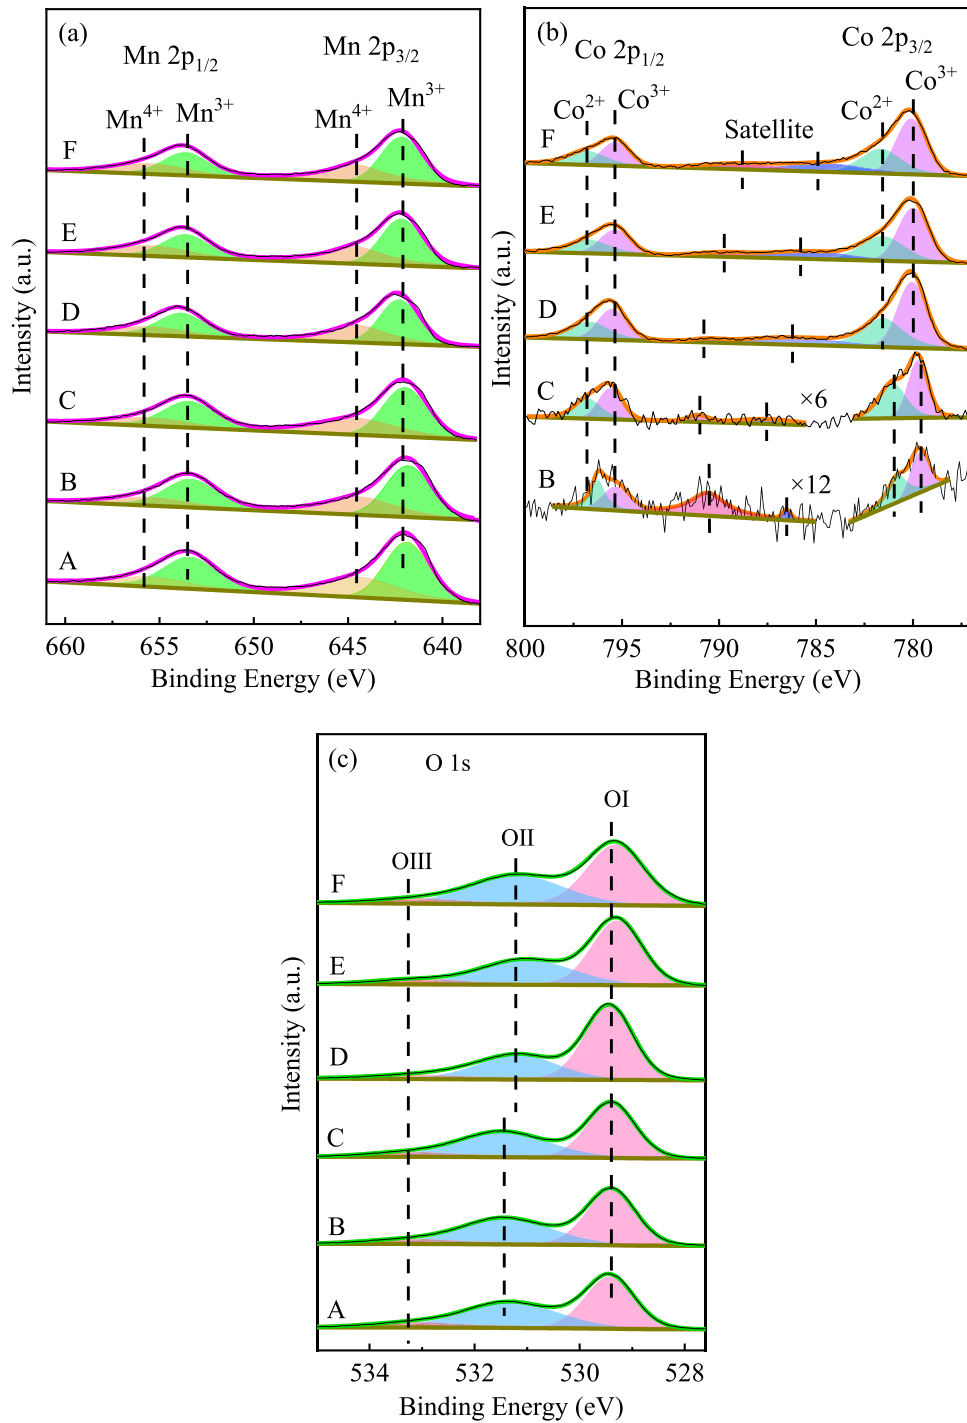 (a)
Mn 2p1/2
Mn 2p3/2
Mn4+
Mn3+
Mn4+
Mn3+
F
E
D
C
B
A
Intensity (a.u.)
660 655 650 645 640
Binding Energy (eV)
(b)
Co 2p1/2
Co 2p3/2
Co2+
Co3+
Satellite
Co2+
Co3+
F
E
D
C
×6
B
×12
Intensity (a.u.)
800 795 790 785 780
Binding Energy (eV)
(c)
O 1s
OIII
OII
OI
F
E
D
C
B
A
Intensity (a.u.)
534 532 530 528
Binding Energy (eV)